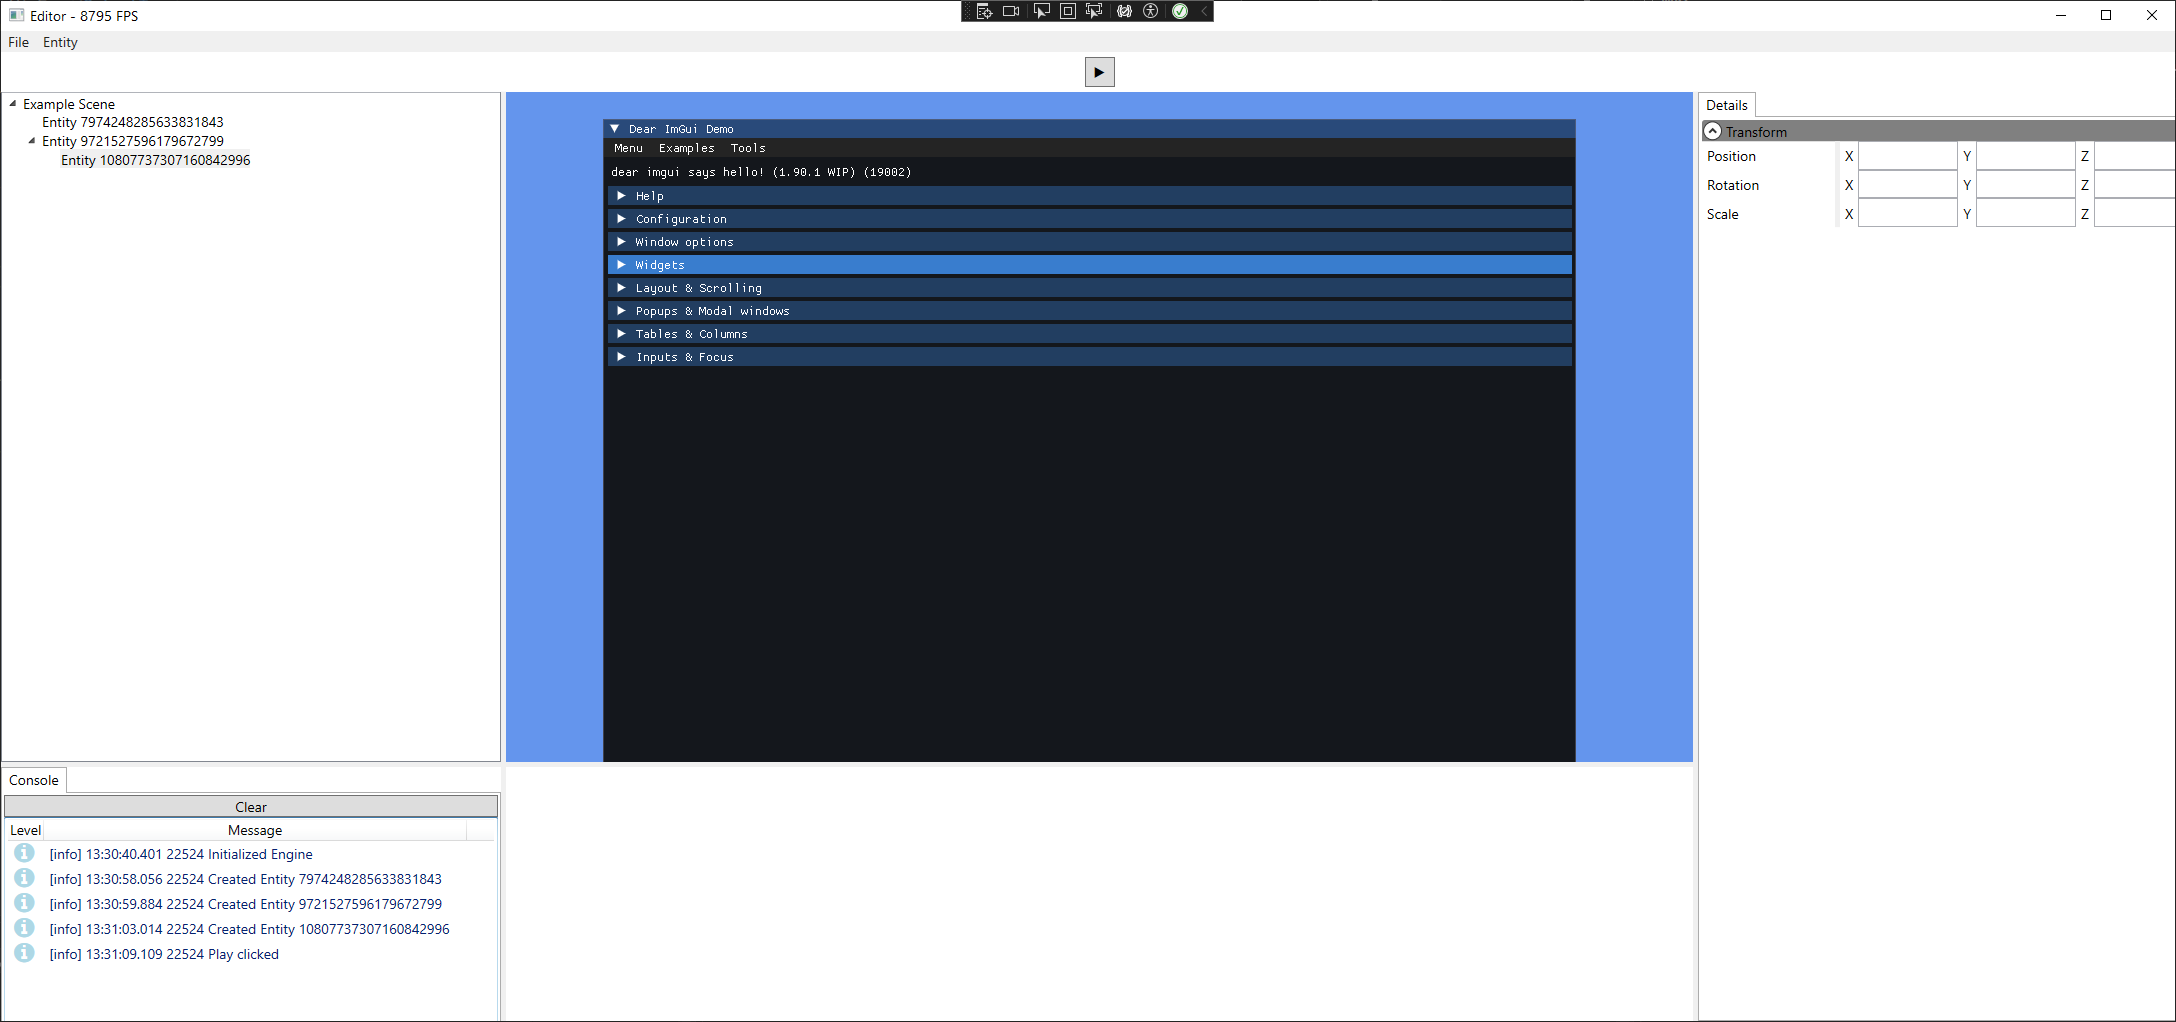 Editor - 8795 FPS
File Entity
Example Scene
Entity 7974248285633831843
Entity 9721527596179672799
Entity 10807737307160842996
Dear ImGui Demo
Menu Examples Tools
dear imgui says hello! (1.90.1 WIP) (19002)
Help
Configuration
Window options
Widgets
Layout & Scrolling
Popups & Modal windows
Tables & Columns
Inputs & Focus
Details
Transform
Position X Y Z
Rotation X Y Z
Scale X Y Z
Console
Clear
Level Message
[info] 13:30:40.401 22524 Initialized Engine
[info] 13:30:58.056 22524 Created Entity 7974248285633831843
[info] 13:30:59.884 22524 Created Entity 9721527596179672799
[info] 13:31:03.014 22524 Created Entity 10807737307160842996
[info] 13:31:09.109 22524 Play clicked